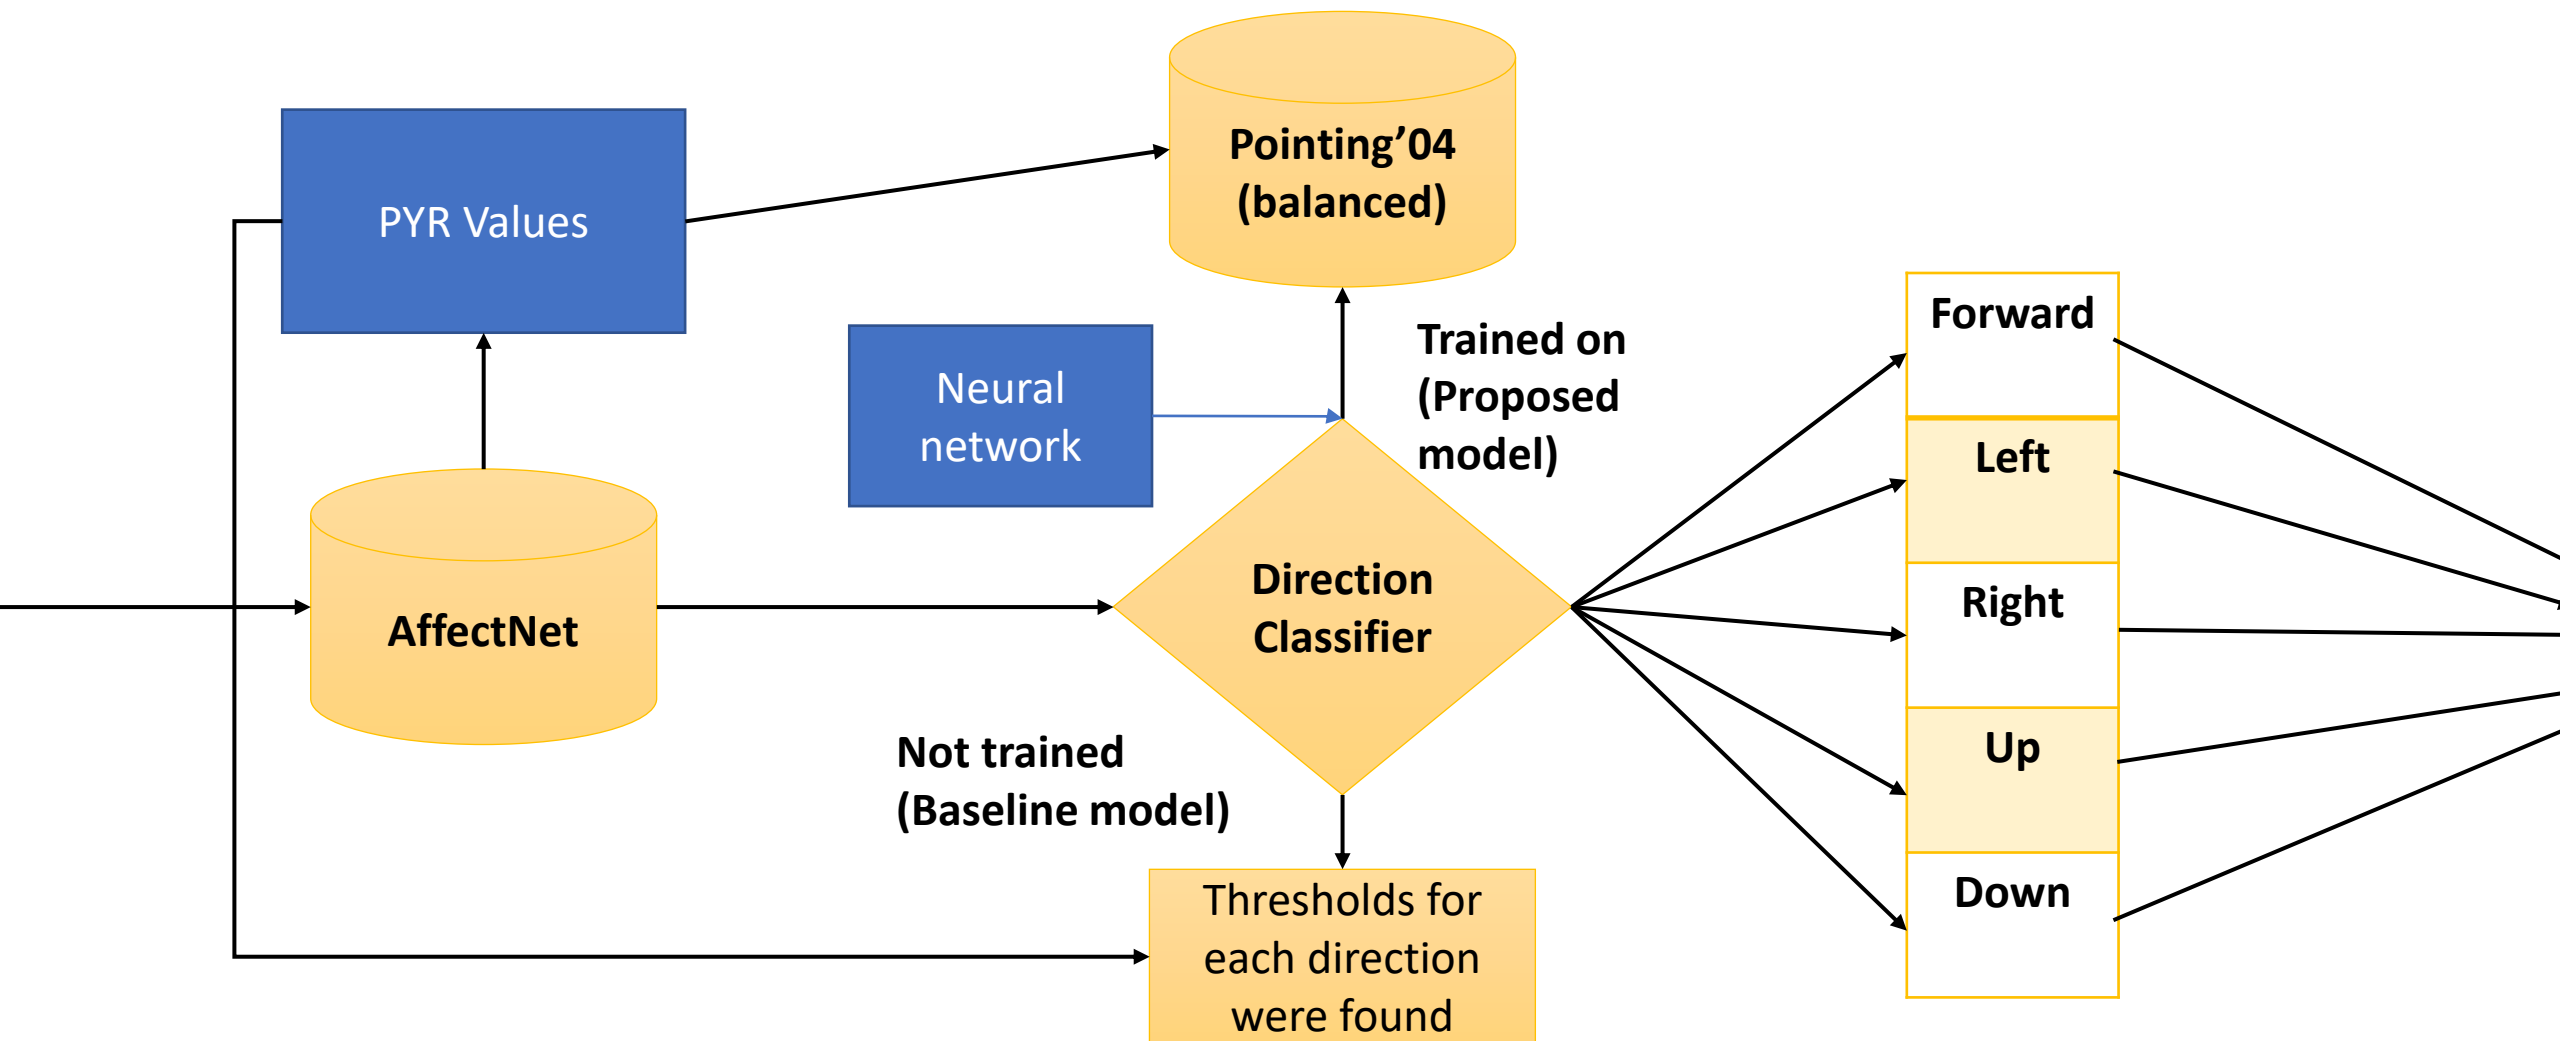 PYR Values
Pointing’04
(balanced)
Neural
network
Trained on
(Proposed
model)
AffectNet
Direction
Classifier
Not trained
(Baseline model)
Thresholds for
each direction
were found
Forward
Left
Right
Up
Down